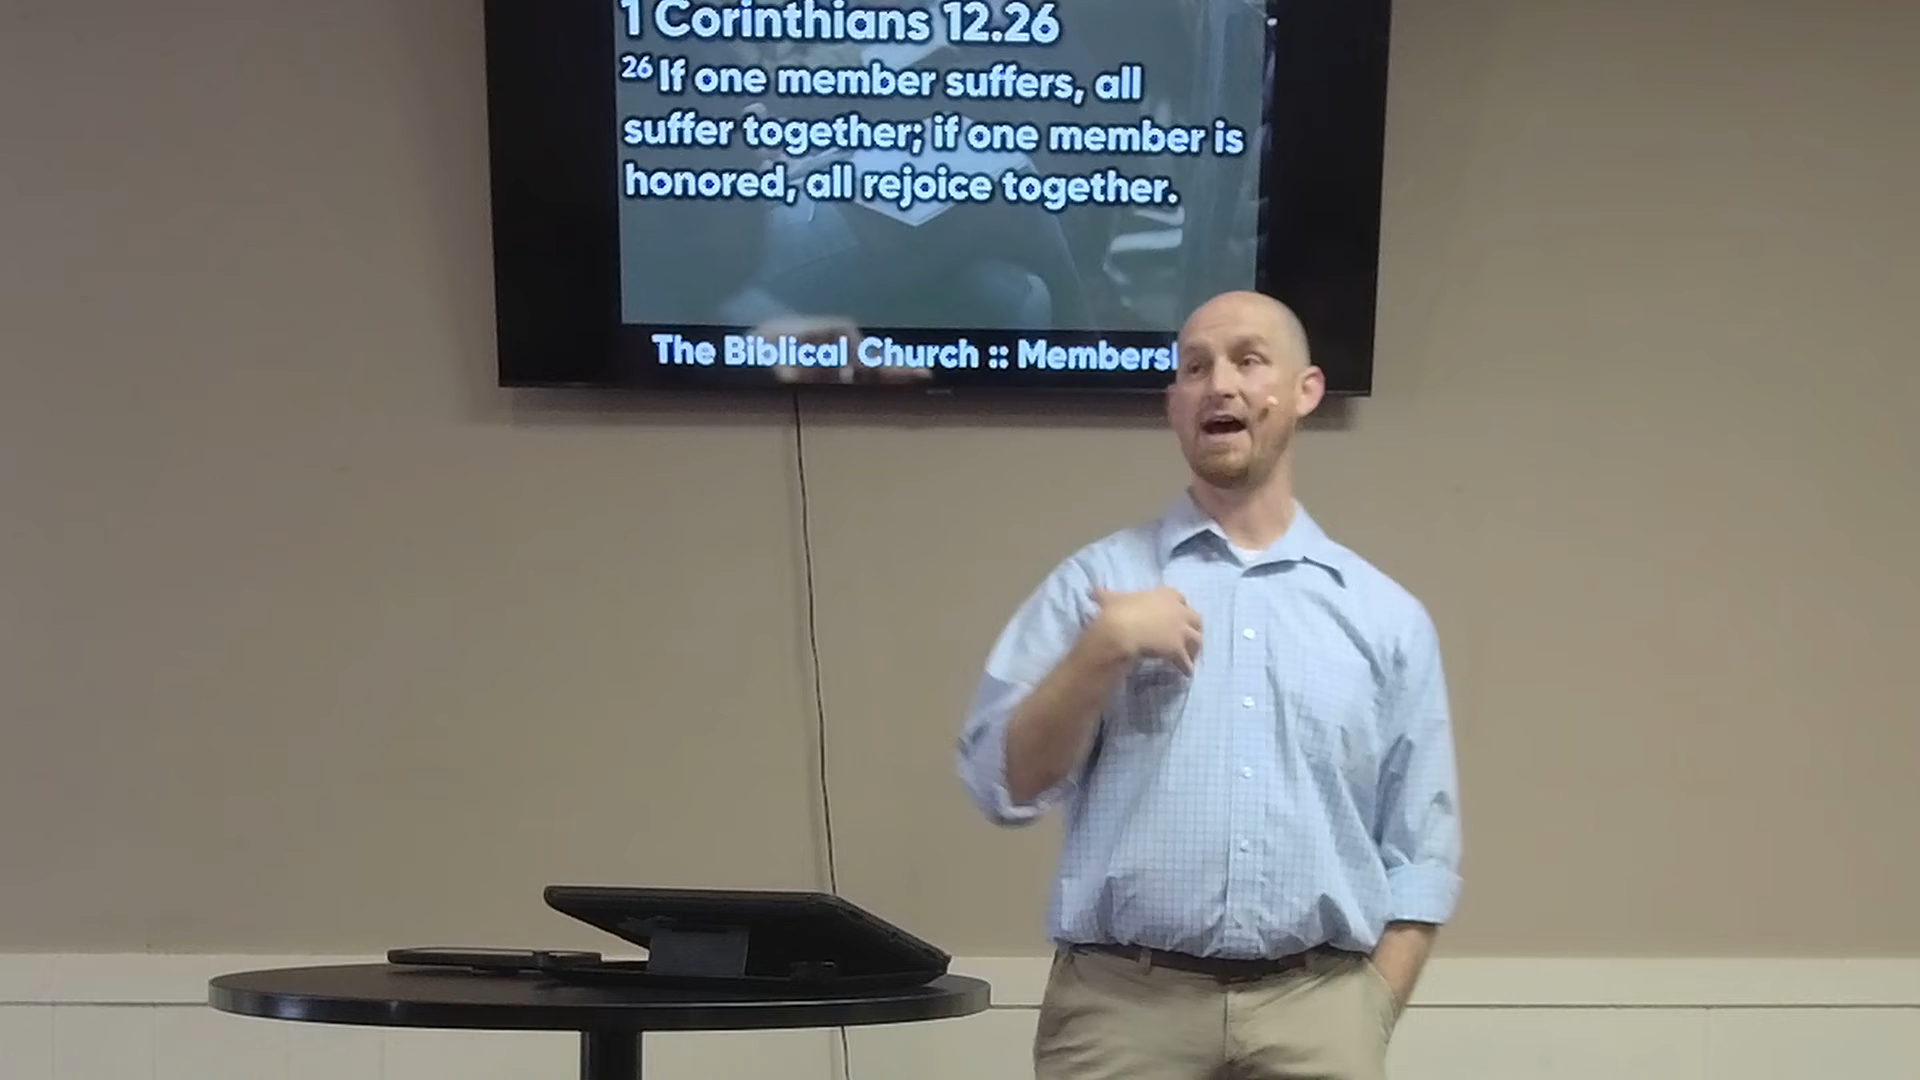 1 Corinthians 12.26
26 If one member suffers, all
suffer together; if one member is
honored, all rejoice together.
The Biblical Church ::